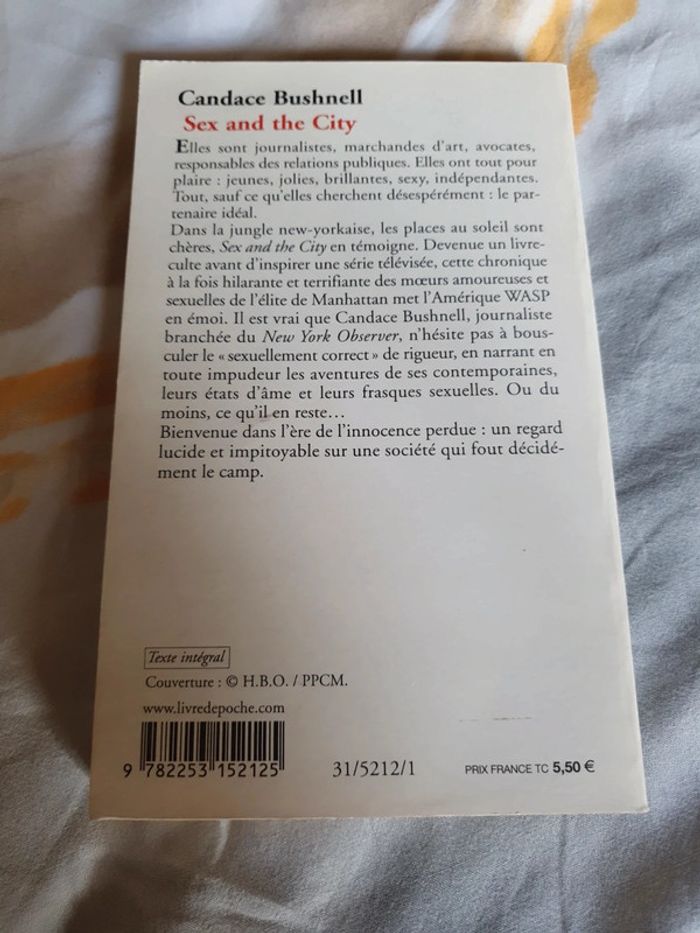 Candace Bushnell
Sex and the City
Elles sont journalistes, marchandes d'art, avocates,
responsables des relations publiques. Elles ont tout pour
plaire : jeunes, jolies, brillantes, sexy, indépendantes.
Tout, sauf ce qu'elles cherchent désespérément : le par-
tenaire idéal.
Dans la jungle new-yorkaise, les places au soleil sont
chères, Sex and the City en témoigne. Devenue un livre-
culte avant d'inspirer une série télévisée, cette chronique
à la fois hilarante et terrifiante des mœurs amoureuses et
sexuelles de l'élite de Manhattan met l'Amérique WASP
en émoi. Il est vrai que Candace Bushnell, journaliste
branchée du New York Observer, n'hésite pas à bous-
culer le « sexuellement correct » de rigueur, en narrant en
toute impudeur les aventures de ses contemporaines,
leurs états d'âme et leurs frasques sexuelles. Ou du
moins, ce qu'il en reste…
Bienvenue dans l'ère de l'innocence perdue : un regard
lucide et impitoyable sur une société qui fout décidé-
ment le camp.
Texte intégral
Couverture : © H.B.O. / PPCM.
www.livredepoche.com
9 782253 152125
31/5212/1
PRIX FRANCE TC 5,50 €